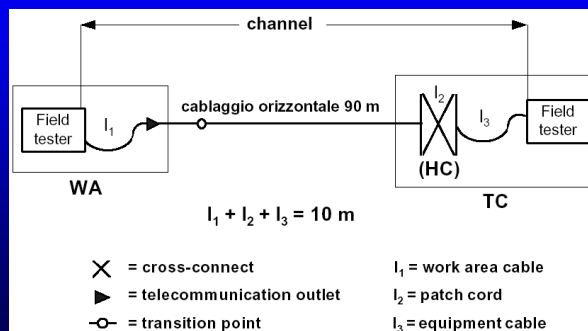 channel
Field
tester
l₁
cablaggio orizzontale 90 m
l₂
l₃
Field
tester
(HC)
WA
TC
l₁ + l₂ + l₃ = 10 m
= cross-connect
= telecommunication outlet
= transition point
l₁ = work area cable
l₂ = patch cord
l₃ = equipment cable